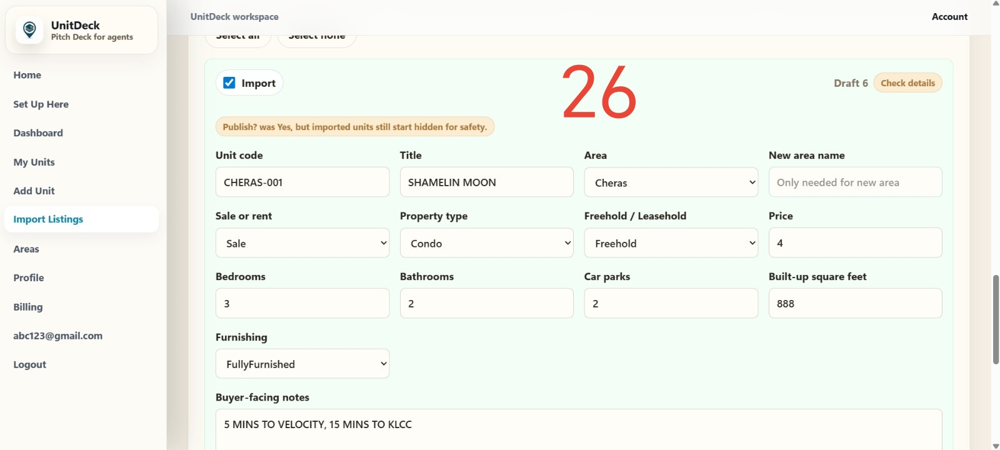 UnitDeck
Pitch Deck for agents
Home
Set Up Here
Dashboard
My Units
Add Unit
Import Listings
Areas
Profile
Billing
abc123@gmail.com
Logout
UnitDeck workspace
Account
Select all
Select none
Import
26
Draft 6
Check details
Publish? was Yes, but imported units still start hidden for safety.
Unit code
Title
Area
New area name
CHERAS-001
SHAMELIN MOON
Cheras
Only needed for new area
Sale or rent
Property type
Freehold / Leasehold
Price
Sale
Condo
Freehold
4
Bedrooms
Bathrooms
Car parks
Built-up square feet
3
2
2
888
Furnishing
FullyFurnished
Buyer-facing notes
5 MINS TO VELOCITY, 15 MINS TO KLCC